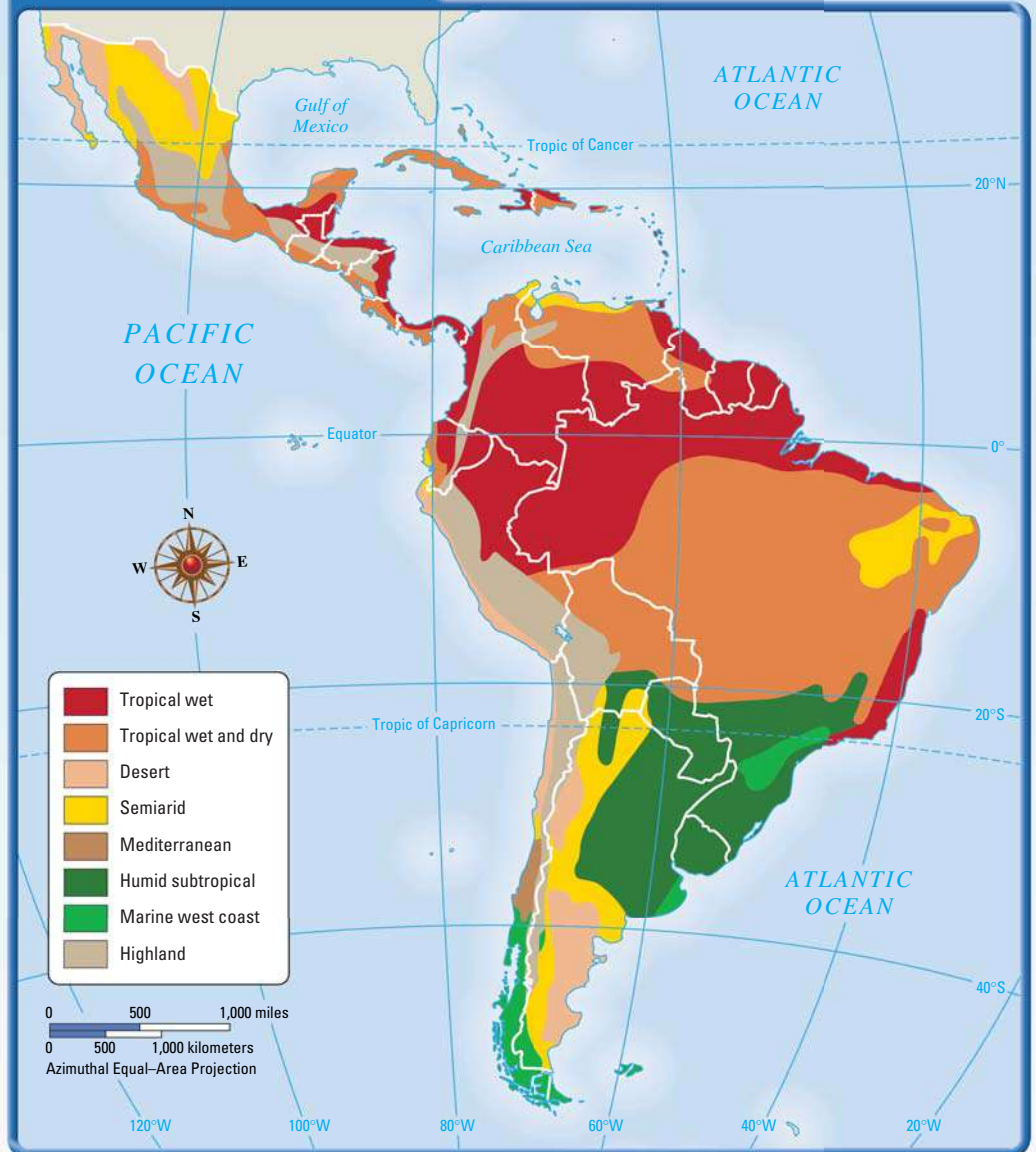 ATLANTIC
OCEAN
Gulf of
Mexico
Tropic of Cancer
20°N
Caribbean Sea
PACIFIC
OCEAN
Equator
0°
N
W
E
S
20°S
Tropic of Capricorn
Tropical wet
Tropical wet and dry
Desert
Semiarid
Mediterranean
Humid subtropical
Marine west coast
Highland
ATLANTIC
OCEAN
40°S
0 500 1,000 miles
0 500 1,000 kilometers
Azimuthal Equal–Area Projection
120°W 100°W 80°W 60°W 40°W 20°W